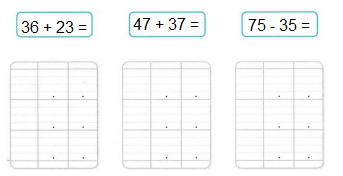 36 + 23 =
47 + 37 =
75 - 35 =